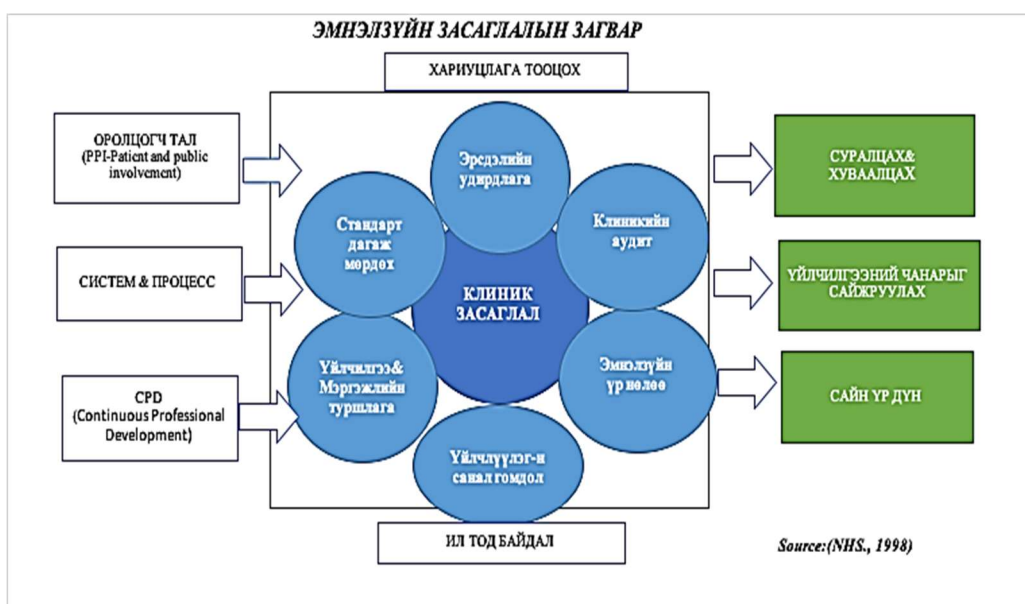 ЭМНЭЛЗҮЙН ЗАСАГЛАЛЫН ЗАГВАР
ХАРИУЦЛАГА ТООЦОХ
ОРОЛЦОГЧ ТАЛ
(PPI-Patient and public
involvement)
СИСТЕМ & ПРОЦЕСС
CPD
(Continuous Professional
Development)
Эрсдэлийн
удирдлага
Стандарт
дагаж
мөрдөх
Клиникийн
аудит
КЛИНИК
ЗАСАГЛАЛ
Үйлчилгээ&
Мэргэжлийн
туршлага
Эмнэлзүйн
үр нөлөө
Үйлчлүүлэг-н
санал гомдол
ИЛ ТОД БАЙДАЛ
СУРАЛЦАХ&
ХУВААЛЦАХ
ҮЙЛЧИЛГЭЭНИЙ ЧАНАРЫГ
САЙЖРУУЛАХ
САЙН ҮР ДҮН
Source:(NHS., 1998)